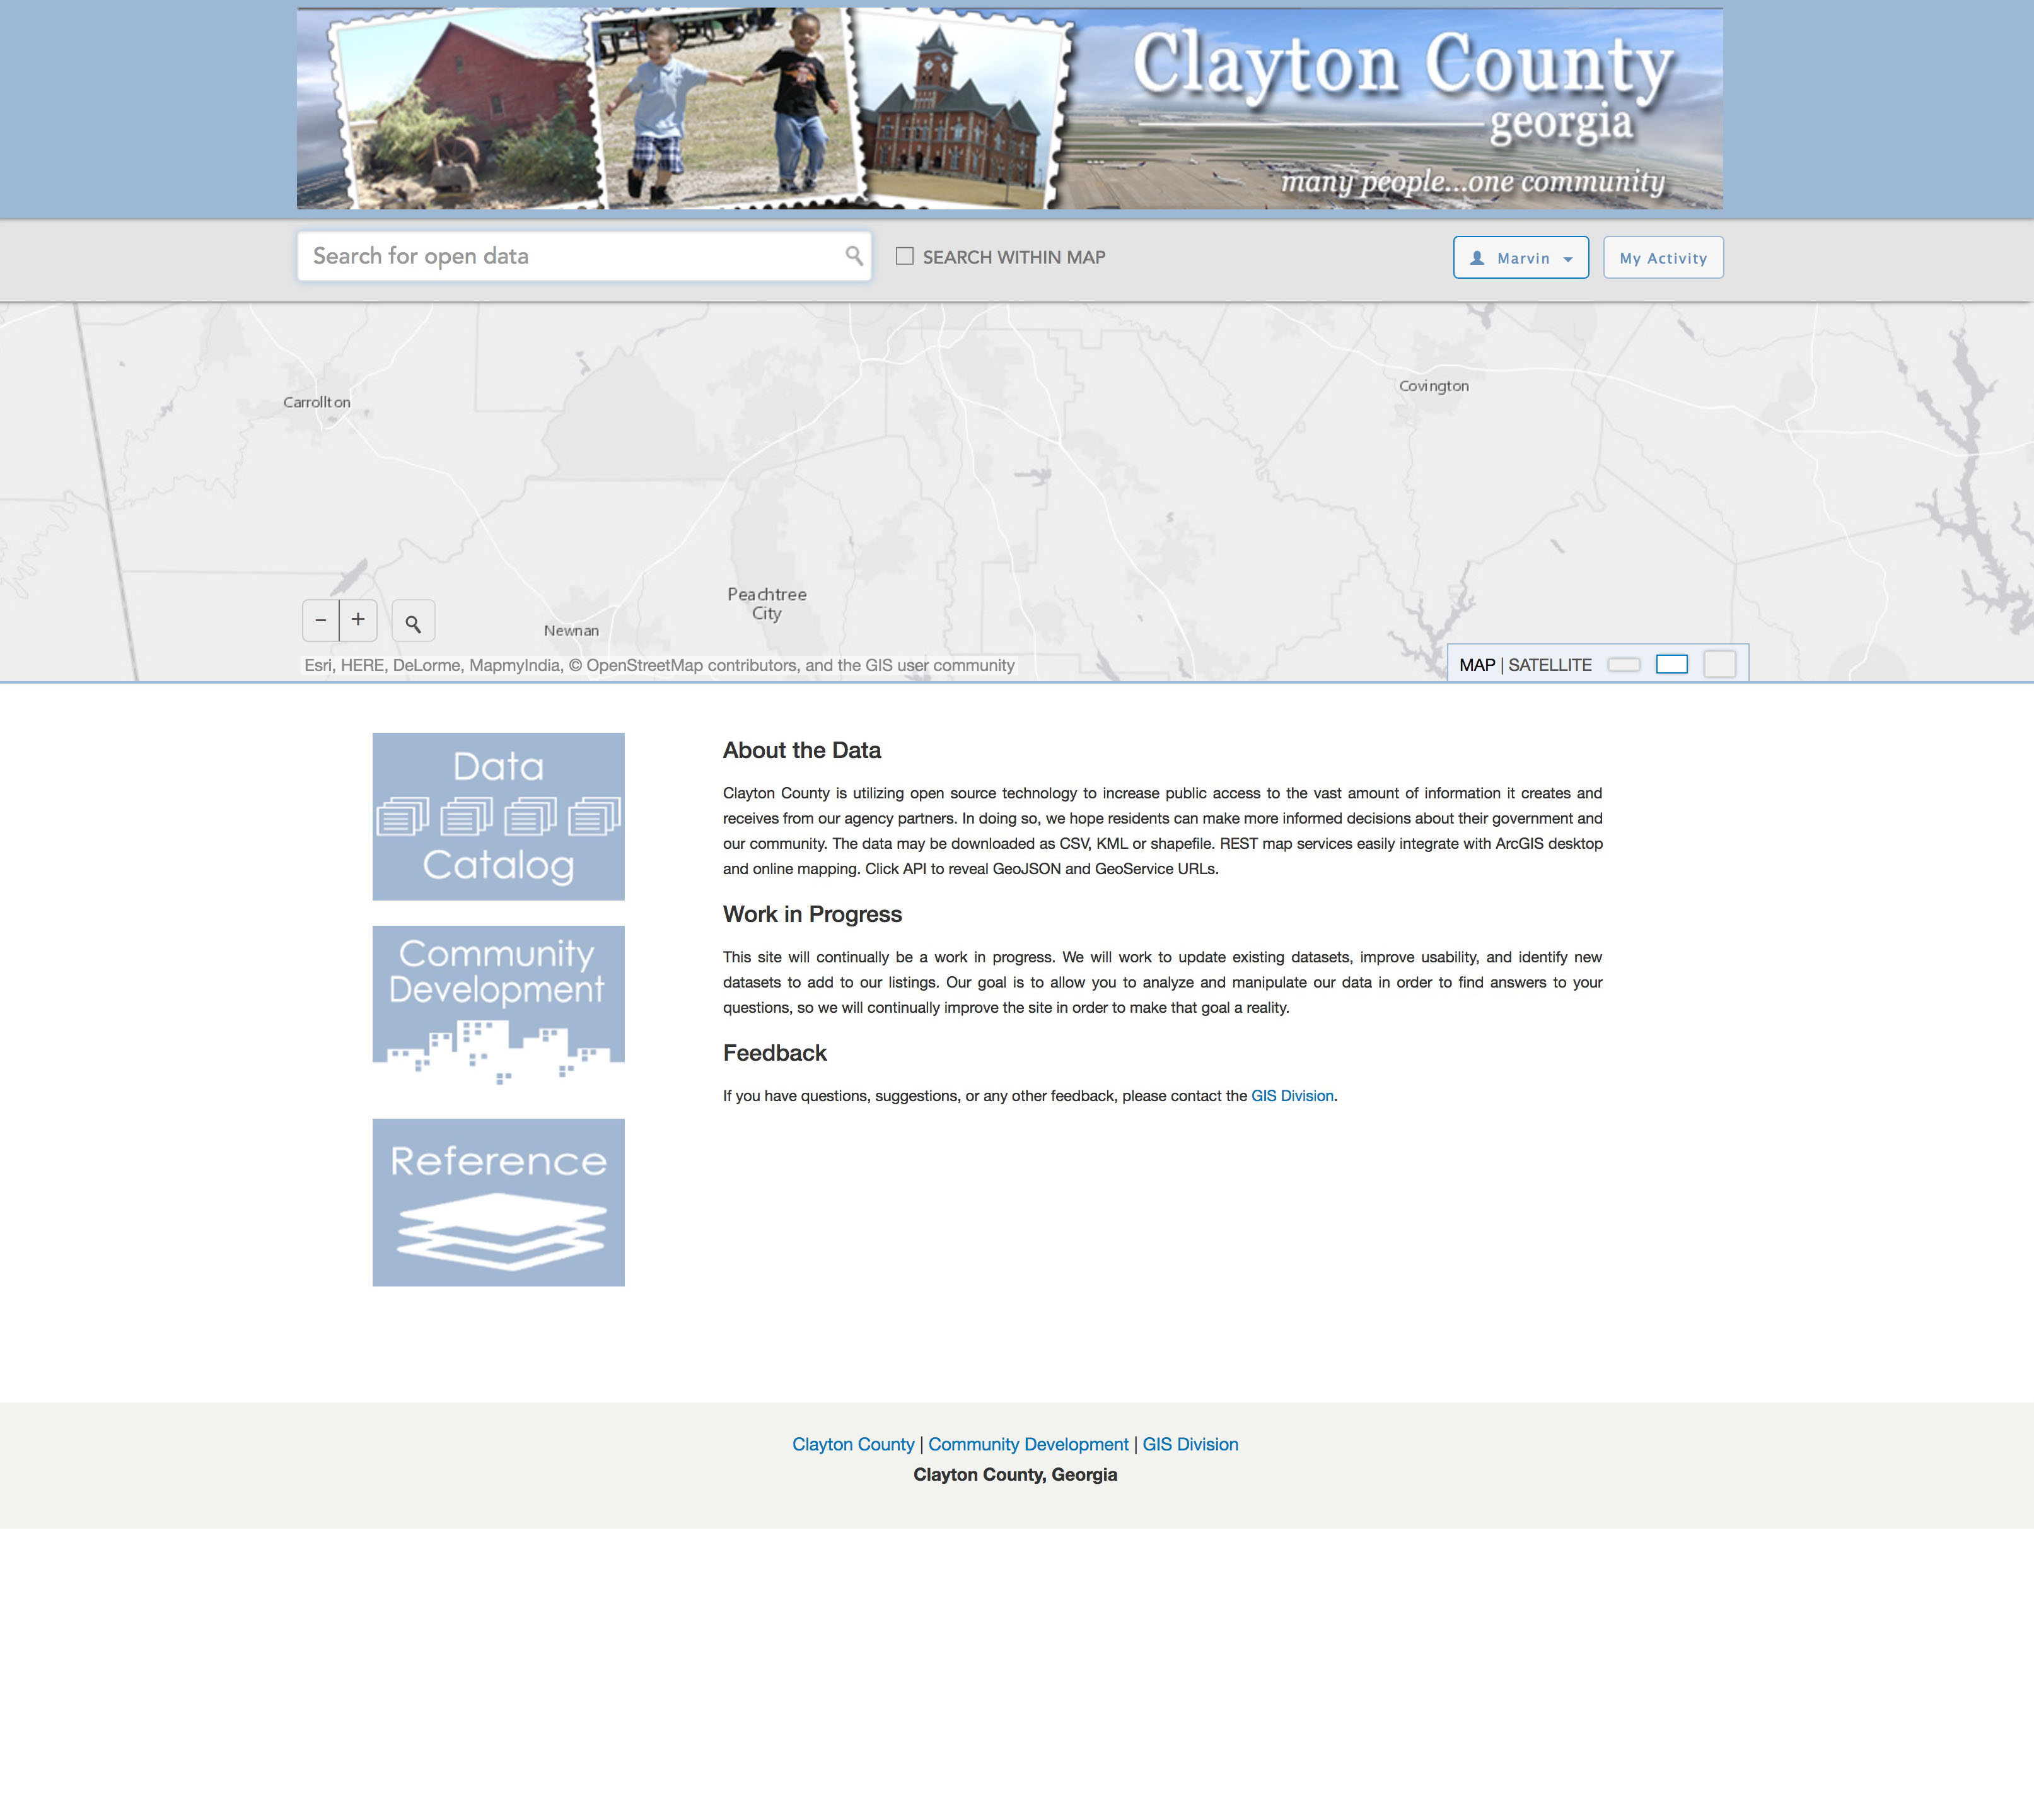 Clayton County
georgia
many people...one community
Search for open data
SEARCH WITHIN MAP
Marvin
My Activity
Carrollton
Covington
Peachtree
City
Newnan
− +
Esri, HERE, DeLorme, MapmyIndia, © OpenStreetMap contributors, and the GIS user community
MAP | SATELLITE
Data
Catalog
Community
Development
Reference
About the Data
Clayton County is utilizing open source technology to increase public access to the vast amount of information it creates and
receives from our agency partners. In doing so, we hope residents can make more informed decisions about their government and
our community. The data may be downloaded as CSV, KML or shapefile. REST map services easily integrate with ArcGIS desktop
and online mapping. Click API to reveal GeoJSON and GeoService URLs.
Work in Progress
This site will continually be a work in progress. We will work to update existing datasets, improve usability, and identify new
datasets to add to our listings. Our goal is to allow you to analyze and manipulate our data in order to find answers to your
questions, so we will continually improve the site in order to make that goal a reality.
Feedback
If you have questions, suggestions, or any other feedback, please contact the GIS Division.
Clayton County | Community Development | GIS Division
Clayton County, Georgia